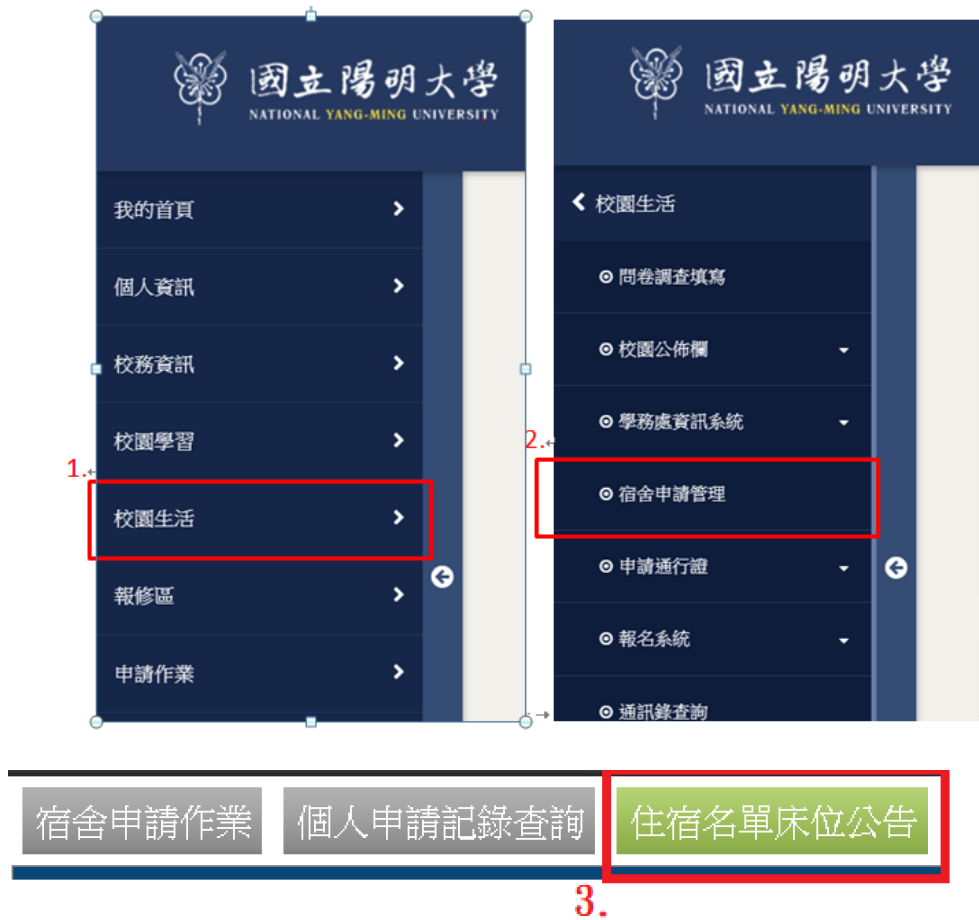 國立陽明大學
NATIONAL YANG-MING UNIVERSITY
我的首頁
個人資訊
校務資訊
校園學習
1.
校園生活
報修區
申請作業
國立陽明大學
NATIONAL YANG-MING UNIVERSITY
校園生活
問卷調查填寫
校園公佈欄
學務處資訊系統
2.
宿舍申請管理
申請通行證
報名系統
通訊錄查詢
宿舍申請作業 個人申請記錄查詢 住宿名單床位公告
3.